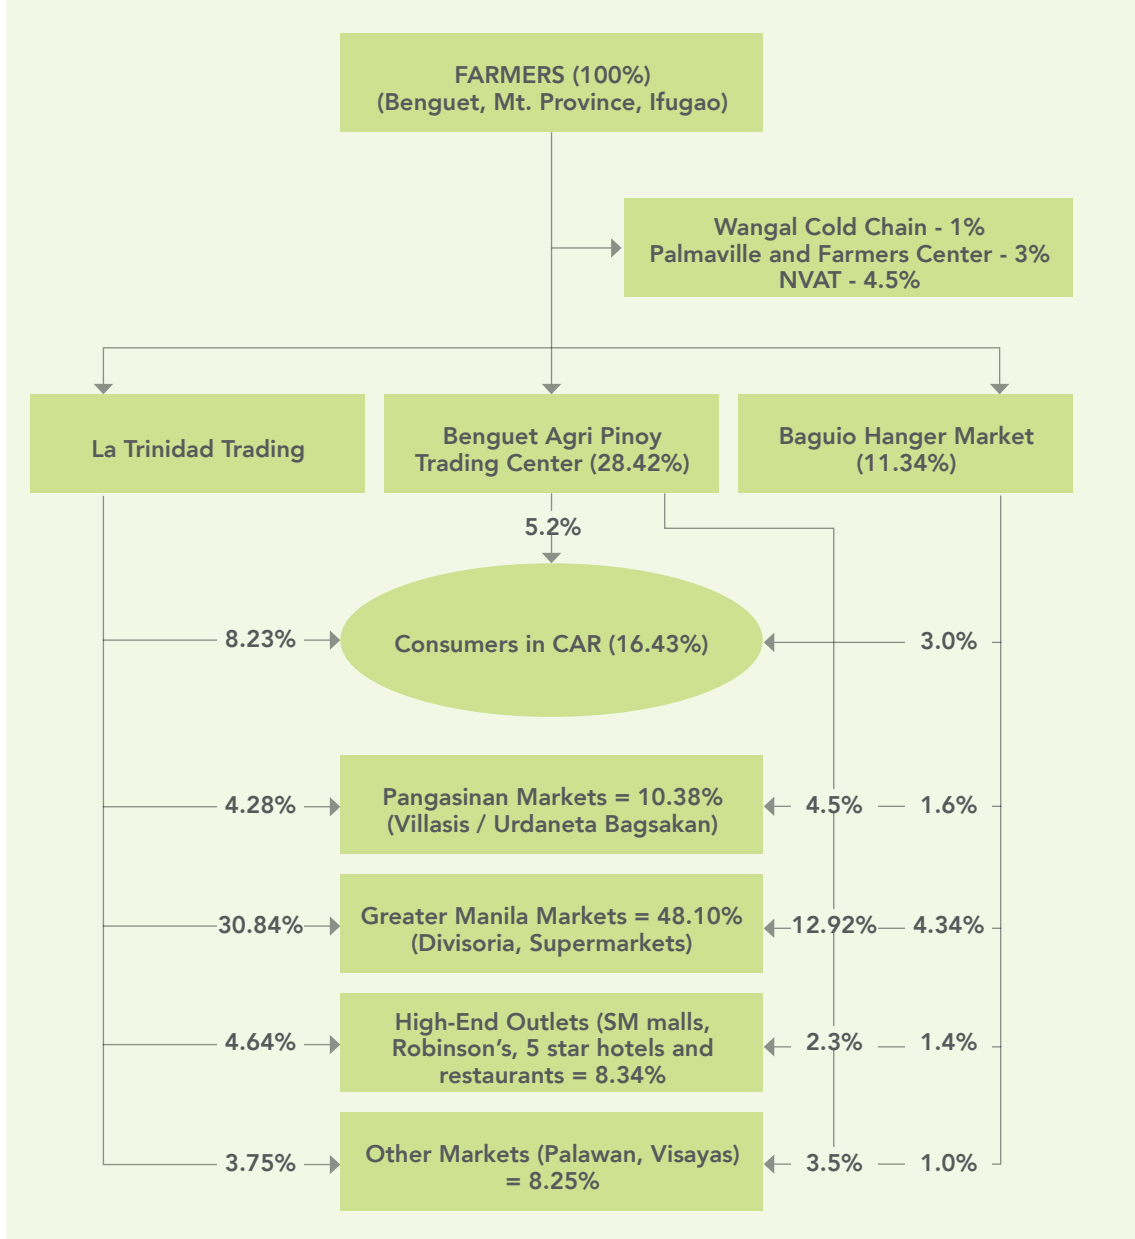 FARMERS (100%)
(Benguet, Mt. Province, Ifugao)
Wangal Cold Chain - 1%
Palmaville and Farmers Center - 3%
NVAT - 4.5%
La Trinidad Trading
Benguet Agri Pinoy
Trading Center (28.42%)
Baguio Hanger Market
(11.34%)
5.2%
8.23%
Consumers in CAR (16.43%)
3.0%
4.28%
Pangasinan Markets = 10.38%
(Villasis / Urdaneta Bagsakan)
4.5%
1.6%
30.84%
Greater Manila Markets = 48.10%
(Divisoria, Supermarkets)
12.92%
4.34%
4.64%
High-End Outlets (SM malls,
Robinson’s, 5 star hotels and
restaurants = 8.34%
2.3%
1.4%
3.75%
Other Markets (Palawan, Visayas)
= 8.25%
3.5%
1.0%